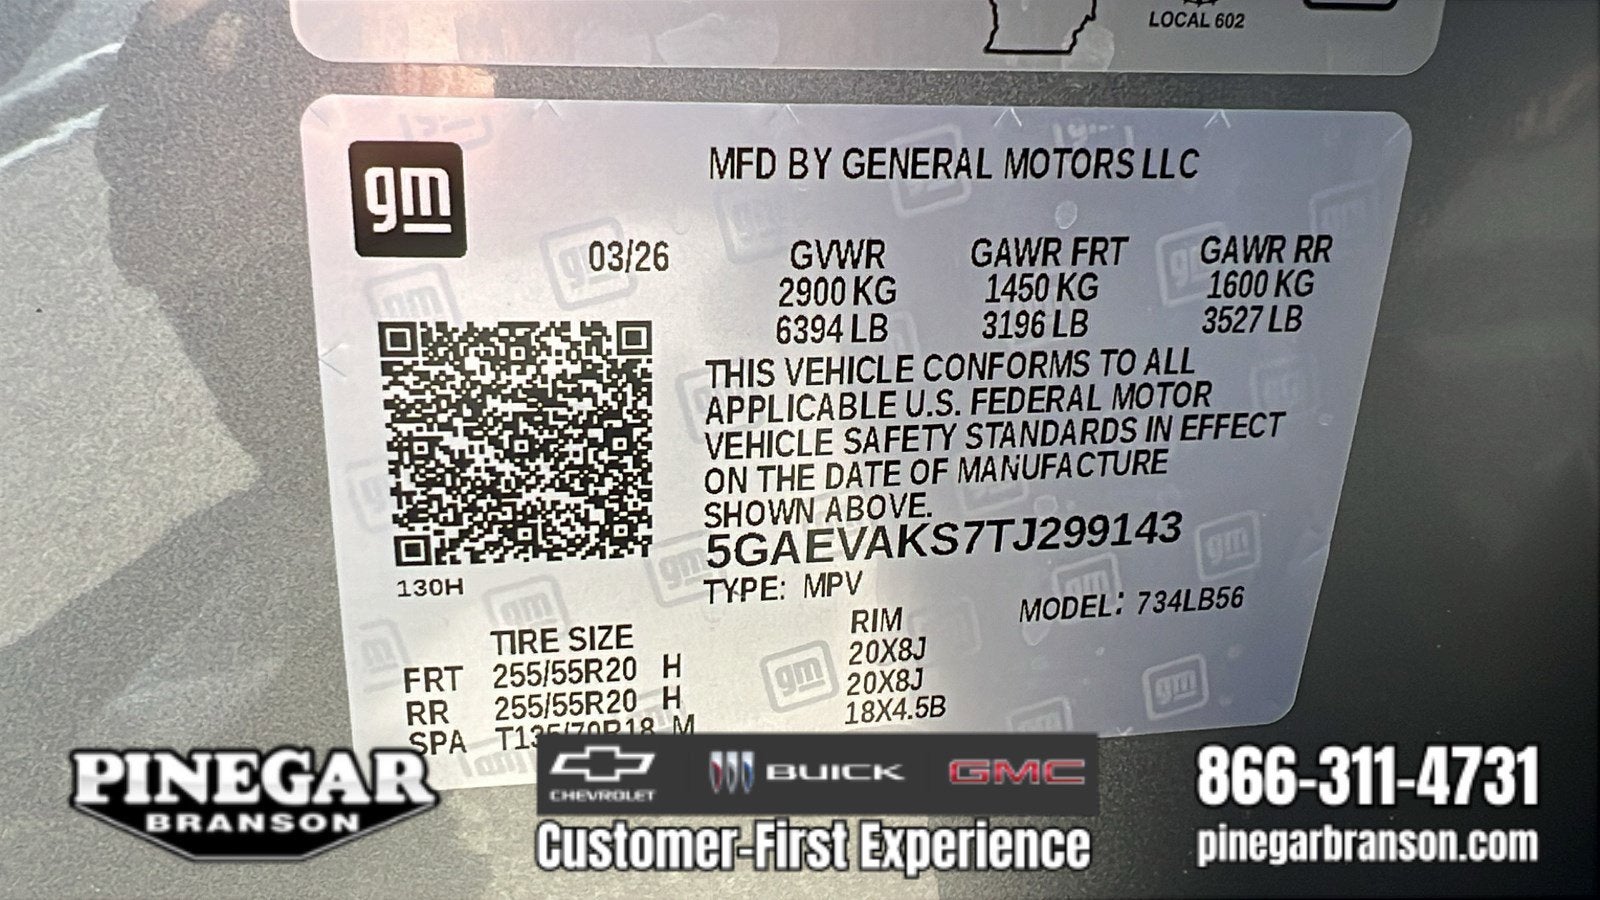 LOCAL 602
gm
MFD BY GENERAL MOTORS LLC
03/26 GVWR GAWR FRT GAWR RR
2900 KG 1450 KG 1600 KG
6394 LB 3196 LB 3527 LB
THIS VEHICLE CONFORMS TO ALL
APPLICABLE U.S. FEDERAL MOTOR
VEHICLE SAFETY STANDARDS IN EFFECT
ON THE DATE OF MANUFACTURE
SHOWN ABOVE.
5GAEVAKS7TJ299143
130H
TYPE: MPV MODEL: 734LB56
TIRE SIZE RIM
FRT 255/55R20 H 20X8J
RR 255/55R20 H 20X8J
SPA T135/70R18 M 18X4.5B
PINEGAR
BRANSON
CHEVROLET
BUICK
GMC
Customer-First Experience
866-311-4731
pinegarbranson.com